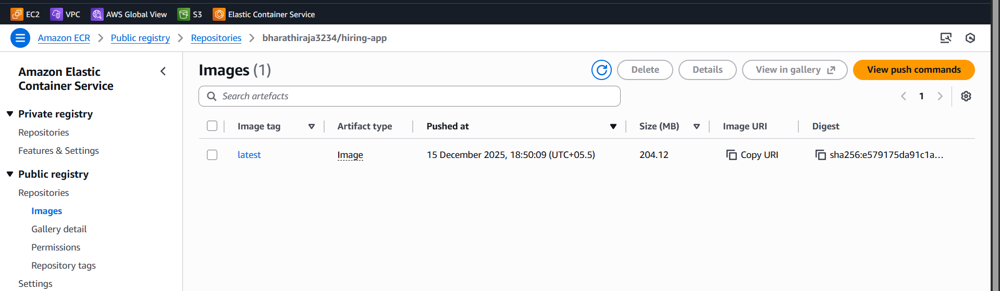 EC2 VPC AWS Global View S3 Elastic Container Service
Amazon ECR Public registry Repositories bharathiraja3234/hiring-app
Amazon Elastic
Container Service
Private registry
Repositories
Features & Settings
Public registry
Repositories
Images
Gallery detail
Permissions
Repository tags
Settings
Images (1)
Delete Details View in gallery View push commands
Search artefacts
1
Image tag Artifact type Pushed at Size (MB) Image URI Digest
latest Image 15 December 2025, 18:50:09 (UTC+05.5) 204.12 Copy URI sha256:e579175da91c1a...